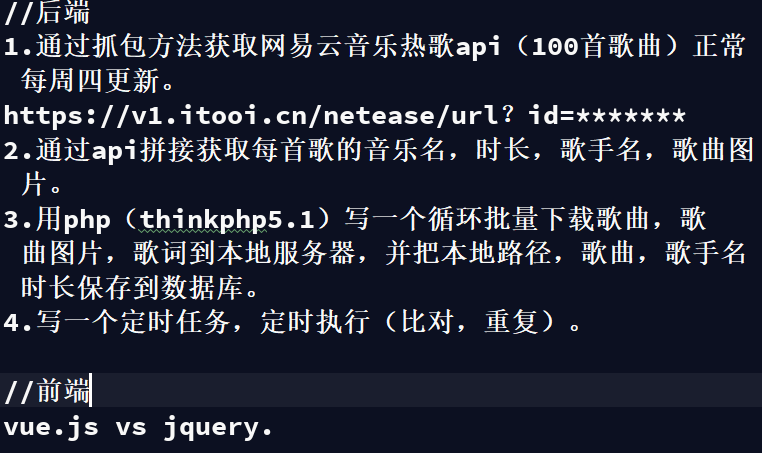 //后端
1.通过抓包方法获取网易云音乐热歌api（100首歌曲）正常
每周四更新。
https://v1.itooi.cn/netease/url？id=*******
2.通过api拼接获取每首歌的音乐名，时长，歌手名，歌曲图
片。
3.用php（thinkphp5.1）写一个循环批量下载歌曲，歌
曲图片，歌词到本地服务器，并把本地路径，歌曲，歌手名
时长保存到数据库。
4.写一个定时任务，定时执行（比对，重复）。
//前端
vue.js vs jquery.